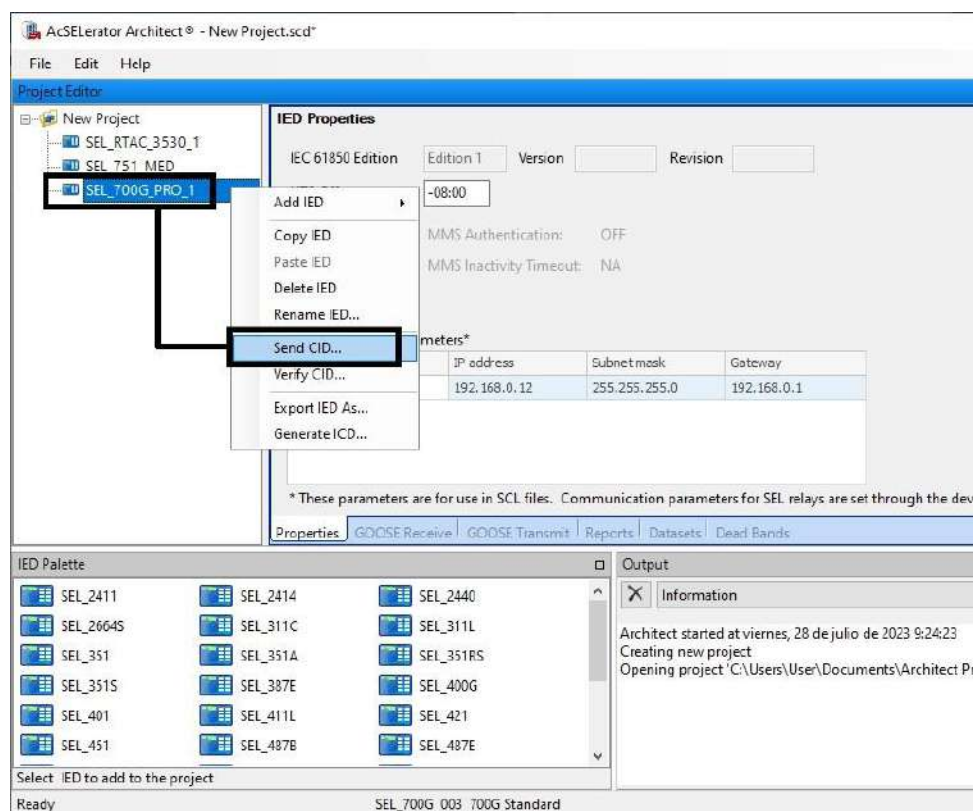 AcSELerator Architect® - New Project.scd*
File Edit Help
Project Editor
New Project
SEL_RTAC_3530_1
SEL_751_MED
SEL_700G_PRO_1
IED Properties
IEC 61850 Edition Edition 1 Version Revision
-08:00
MMS Authentication: OFF
MMS Inactivity Timeout: NA
Add IED
Copy IED
Paste IED
Delete IED
Rename IED...
Send CID...
Verify CID...
Export IED As...
Generate ICD...
meters*
IP address Subnet mask Gateway
192.168.0.12 255.255.255.0 192.168.0.1
* These parameters are for use in SCL files. Communication parameters for SEL relays are set through the dev
Properties GOOSE Receive GOOSE Transmit Reports Datasets Dead Bands
IED Palette
SEL_2411 SEL_2414 SEL_2440
SEL_2664S SEL_311C SEL_311L
SEL_351 SEL_351A SEL_351RS
SEL_351S SEL_387E SEL_400G
SEL_401 SEL_411L SEL_421
SEL_451 SEL_487B SEL_487E
Select IED to add to the project
Output
Information
Architect started at viernes, 28 de julio de 2023 9:24:23
Creating new project
Opening project 'C:\Users\User\Documents\Architect Pr
Ready SEL_700G_003 700G Standard